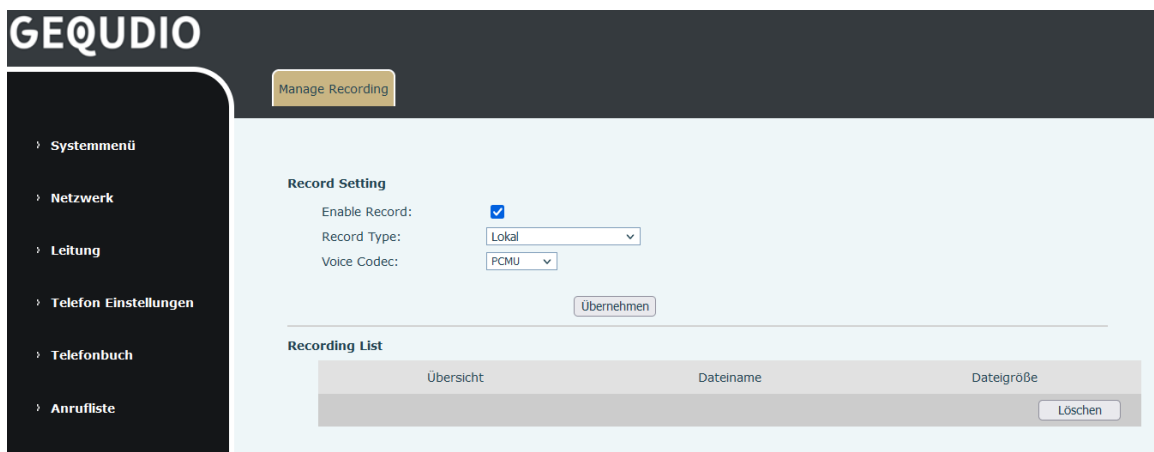 GEQUDIO
Manage Recording
Systemmenü
Netzwerk
Leitung
Telefon Einstellungen
Telefonbuch
Anrufliste
Record Setting
Enable Record:
Record Type: Lokal
Voice Codec: PCMU
Übernehmen
Recording List
Übersicht Dateiname Dateigröße
Löschen